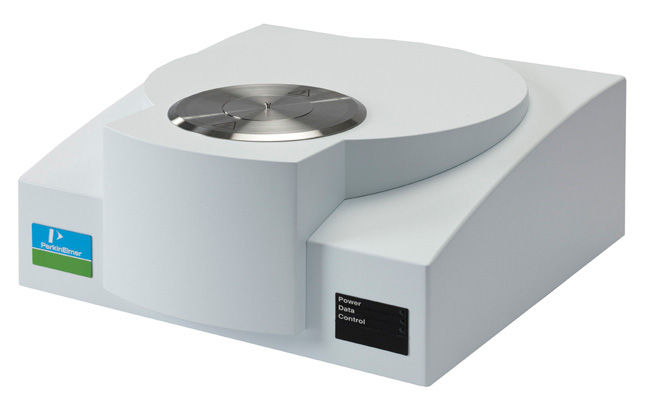 PerkinElmer
Power
Data
Control